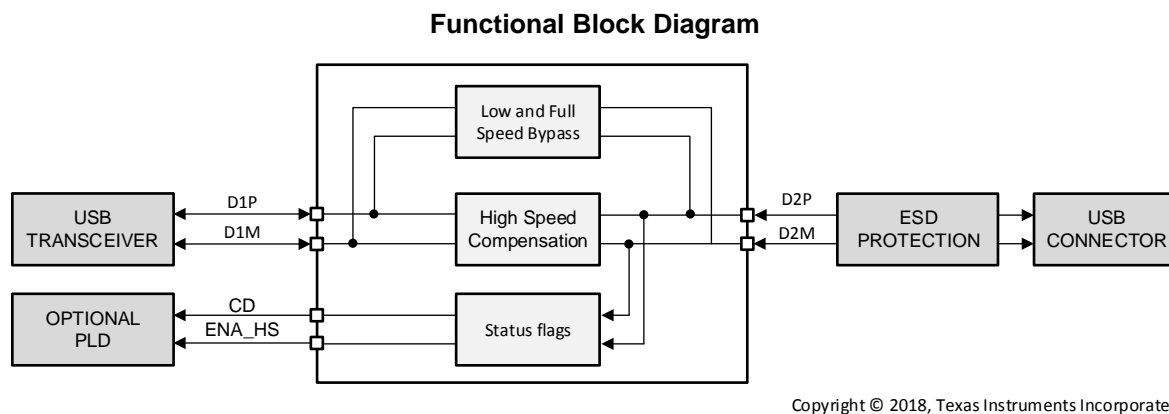 Functional Block Diagram
Low and Full
Speed Bypass
D1P
D2P
USB
TRANSCEIVER
High Speed
Compensation
ESD
PROTECTION
USB
CONNECTOR
D1M
D2M
CD
OPTIONAL
PLD
ENA_HS
Status flags
Copyright © 2018, Texas Instruments Incorporate